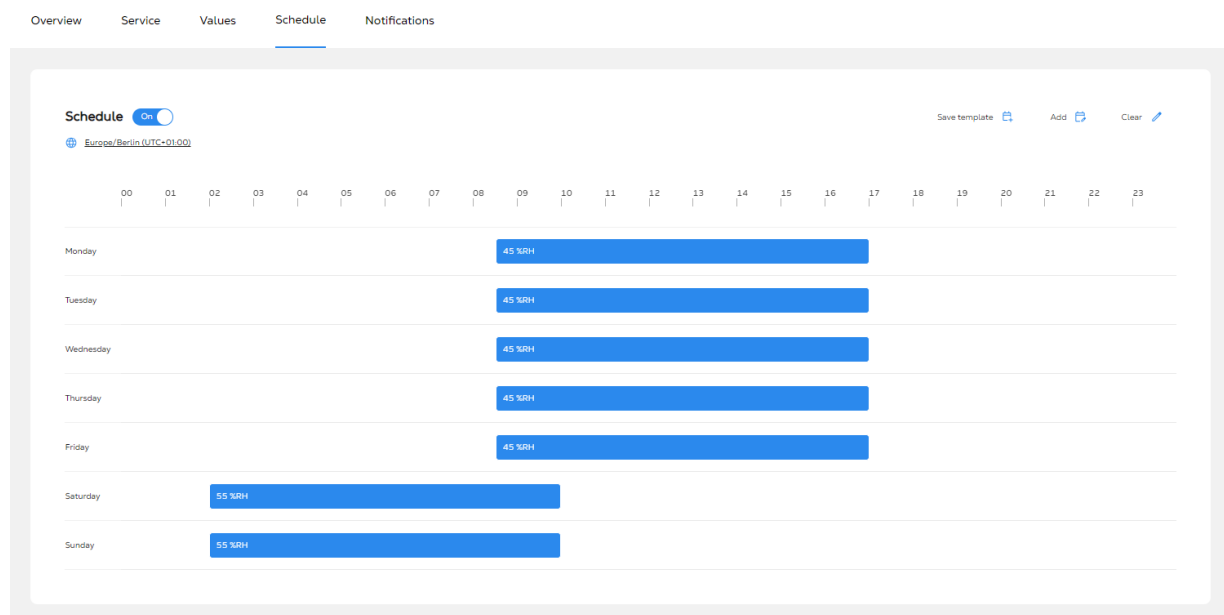 Overview Service Values Schedule Notifications
Schedule On Save template Add Clear
Europe/Berlin (UTC+01:00)
00 01 02 03 04 05 06 07 08 09 10 11 12 13 14 15 16 17 18 19 20 21 22 23
Monday 45 %RH
Tuesday 45 %RH
Wednesday 45 %RH
Thursday 45 %RH
Friday 45 %RH
Saturday 55 %RH
Sunday 55 %RH